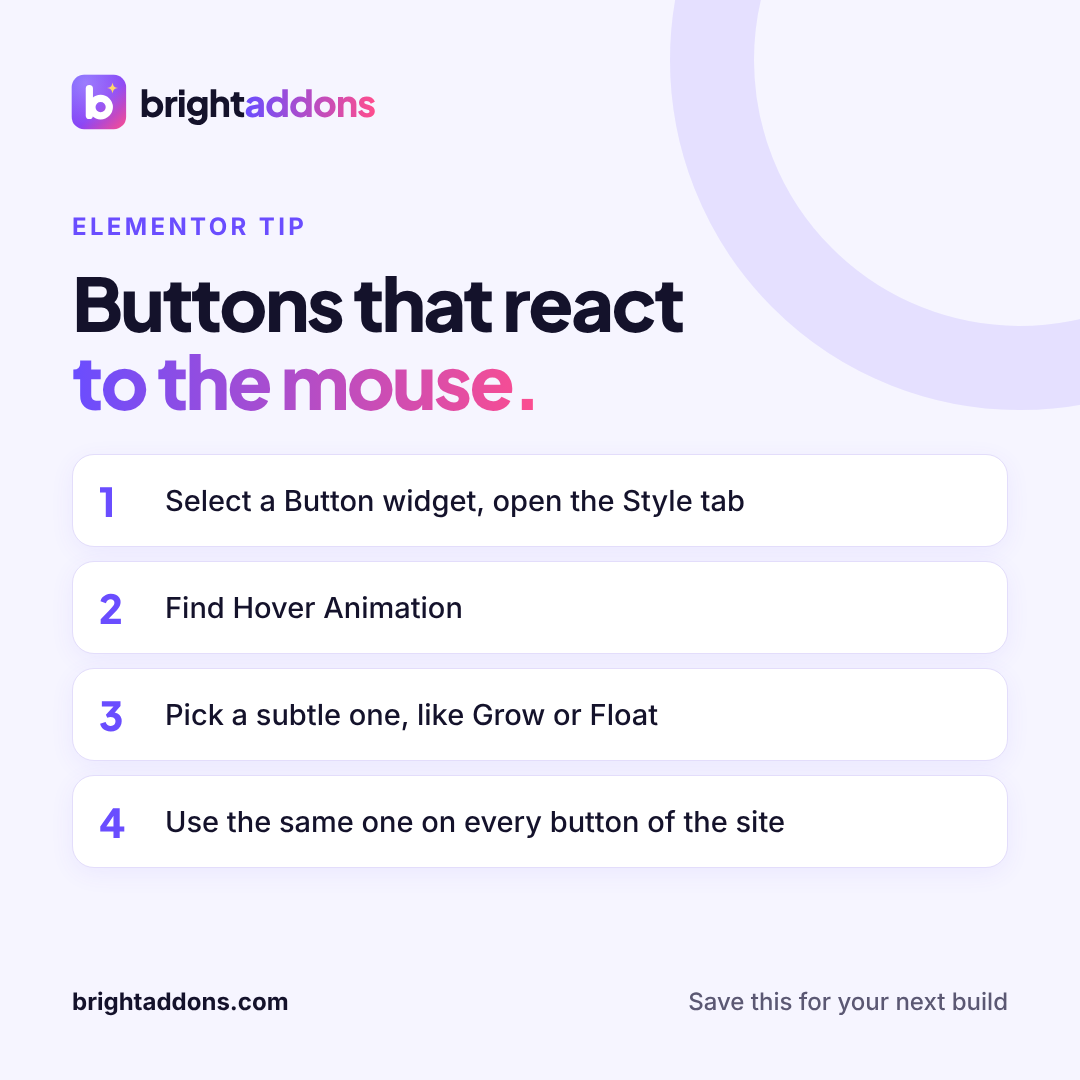 brightaddons
ELEMENTOR TIP
Buttons that react
to the mouse.
1 Select a Button widget, open the Style tab
2 Find Hover Animation
3 Pick a subtle one, like Grow or Float
4 Use the same one on every button of the site
brightaddons.com
Save this for your next build